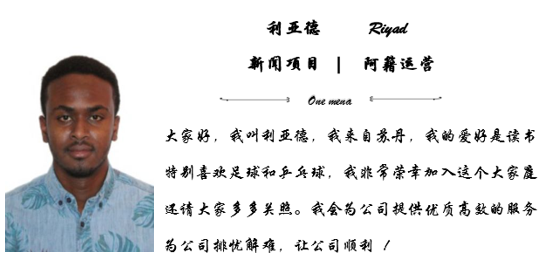 利亚德 Riyad
新闻项目 | 阿籍运营
One mena
大家好，我叫利亚德，我来自苏丹，我的爱好是读书
特别喜欢足球和乒乓球，我非常荣幸加入这个大家庭
还请大家多多关照。我会为公司提供优质高效的服务
为公司排忧解难，让公司顺利！